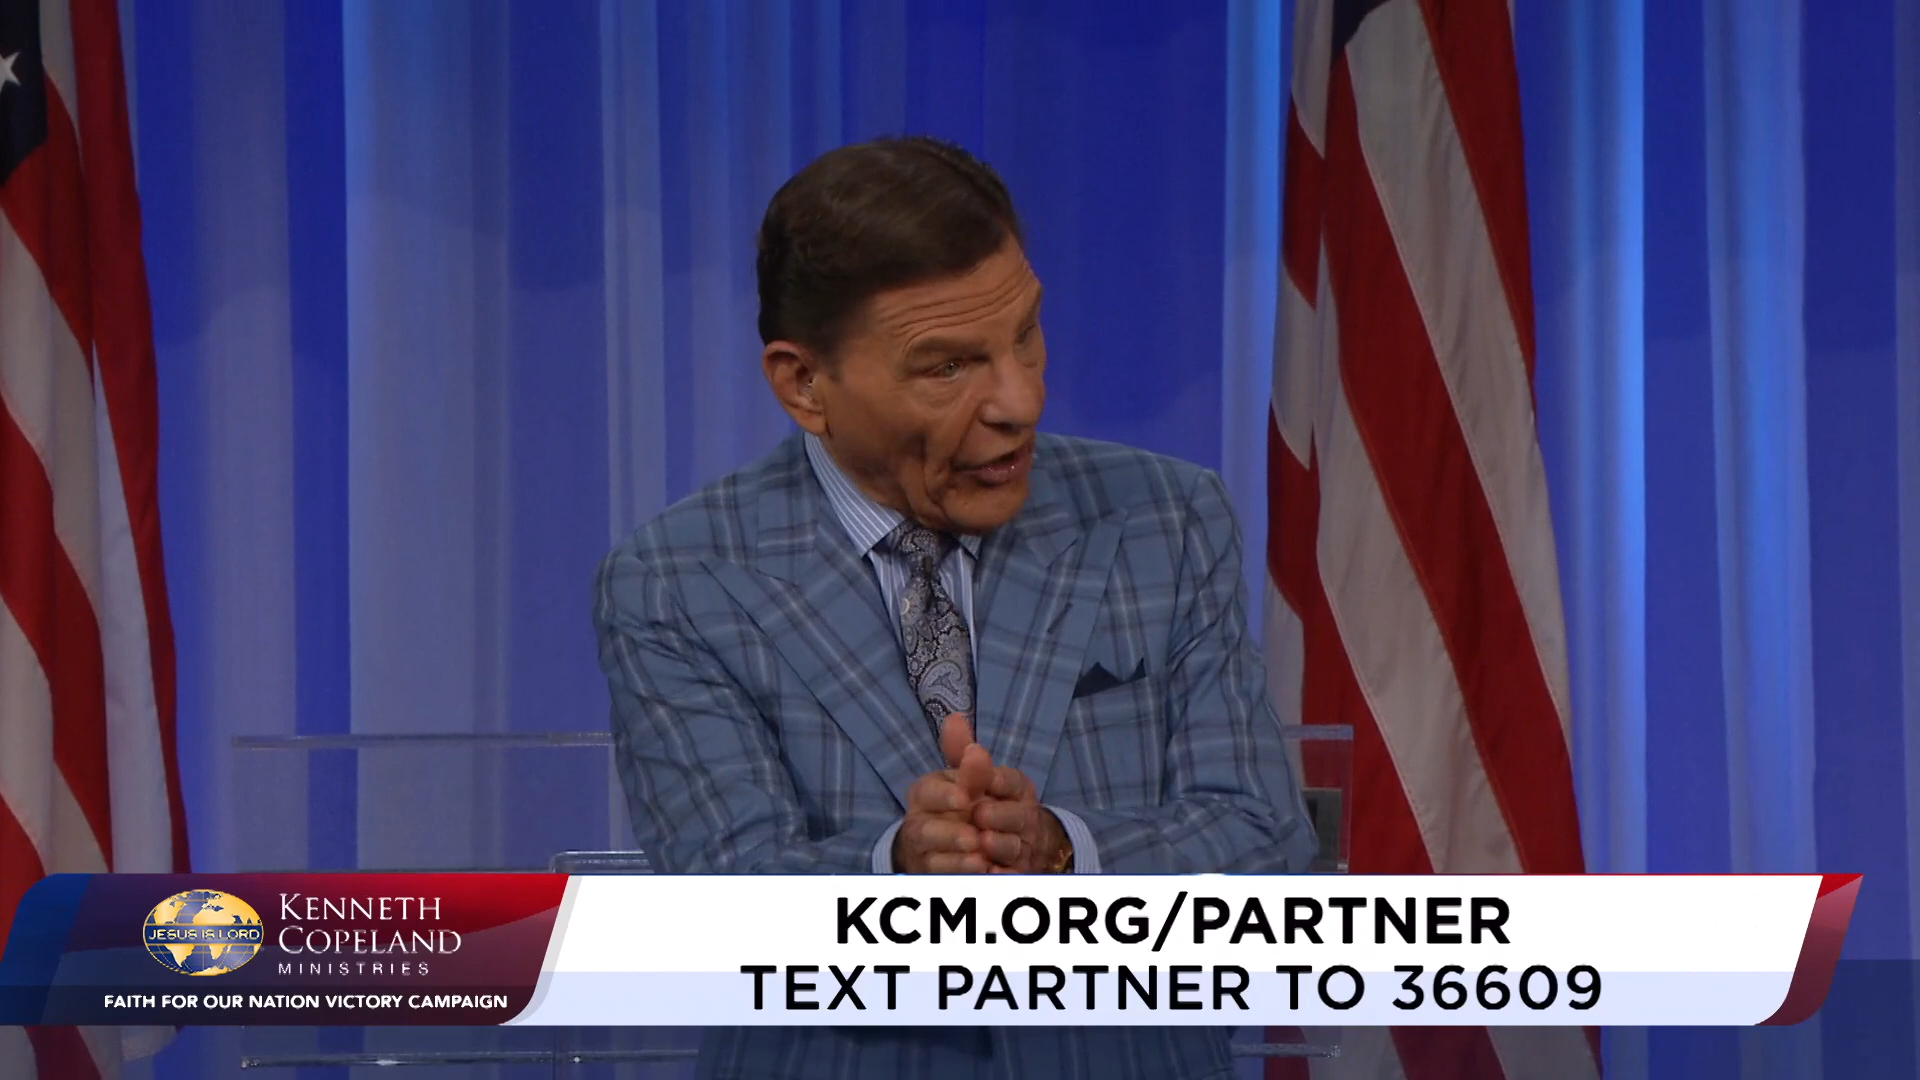 JESUS IS LORD
KENNETH
COPELAND
MINISTRIES
FAITH FOR OUR NATION VICTORY CAMPAIGN
KCM.ORG/PARTNER
TEXT PARTNER TO 36609